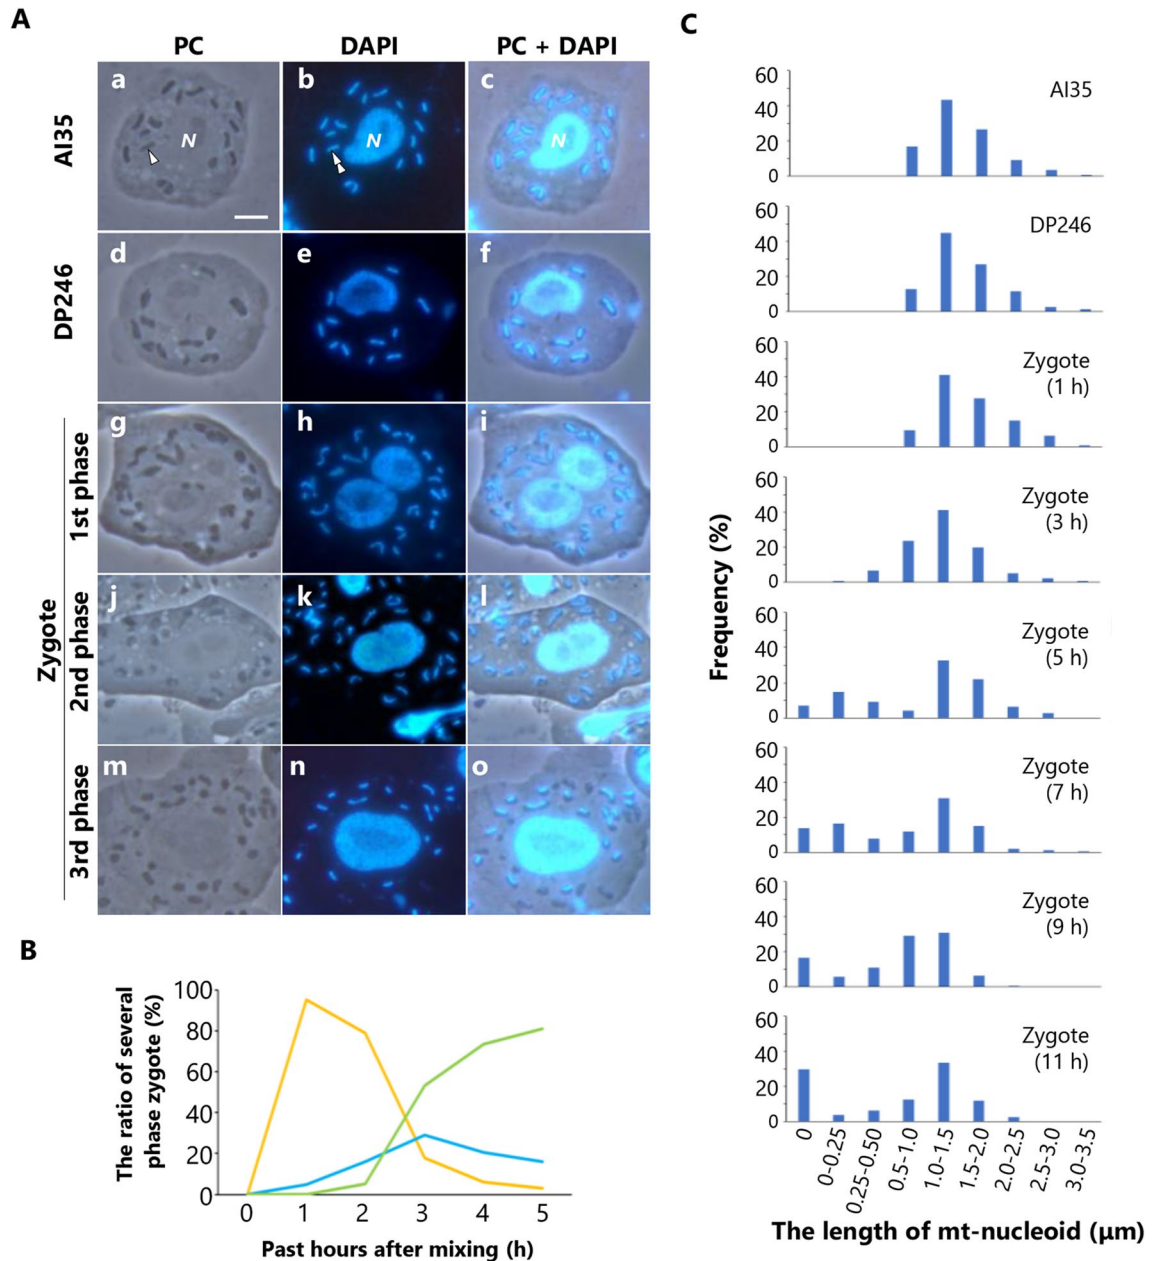 A
PC
DAPI
PC + DAPI
AI35
a
N
b
N
c
N
DP246
d
e
f
Zygote
1st phase
g
h
i
2nd phase
j
k
l
3rd phase
m
n
o
B
The ratio of several
phase zygote (%)
100
80
60
40
20
0
0 1 2 3 4 5
Past hours after mixing (h)
C
Frequency (%)
60
40
20
0
AI35
60
40
20
0
DP246
60
40
20
0
Zygote
(1 h)
60
40
20
0
Zygote
(3 h)
60
40
20
0
Zygote
(5 h)
60
40
20
0
Zygote
(7 h)
60
40
20
0
Zygote
(9 h)
60
40
20
0
Zygote
(11 h)
0
0-0.25
0.25-0.50
0.5-1.0
1.0-1.5
1.5-2.0
2.0-2.5
2.5-3.0
3.0-3.5
The length of mt-nucleoid (μm)